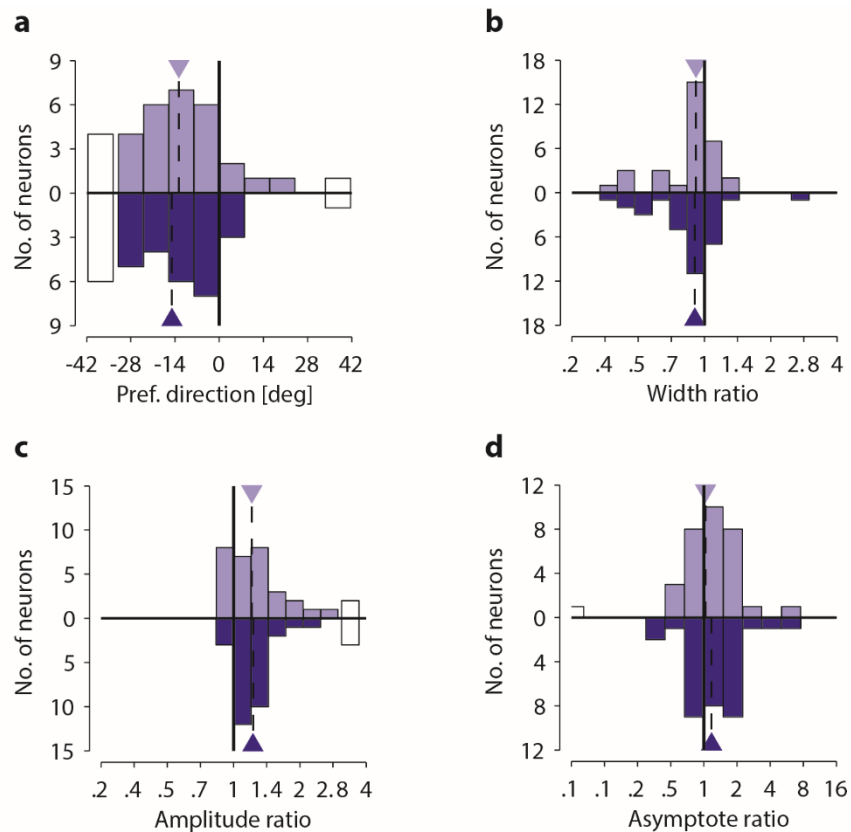 a
9
6
3
0
3
6
9
No. of neurons
-42 -28 -14 0 14 28 42
Pref. direction [deg]
b
18
12
6
0
6
12
18
No. of neurons
.2 .4 .5 .7 1 1.4 2 2.8 4
Width ratio
c
15
10
5
0
5
10
15
No. of neurons
.2 .4 .5 .7 1 1.4 2 2.8 4
Amplitude ratio
d
12
8
4
0
4
8
12
No. of neurons
.1 .1 .2 .5 1 2 4 8 16
Asymptote ratio